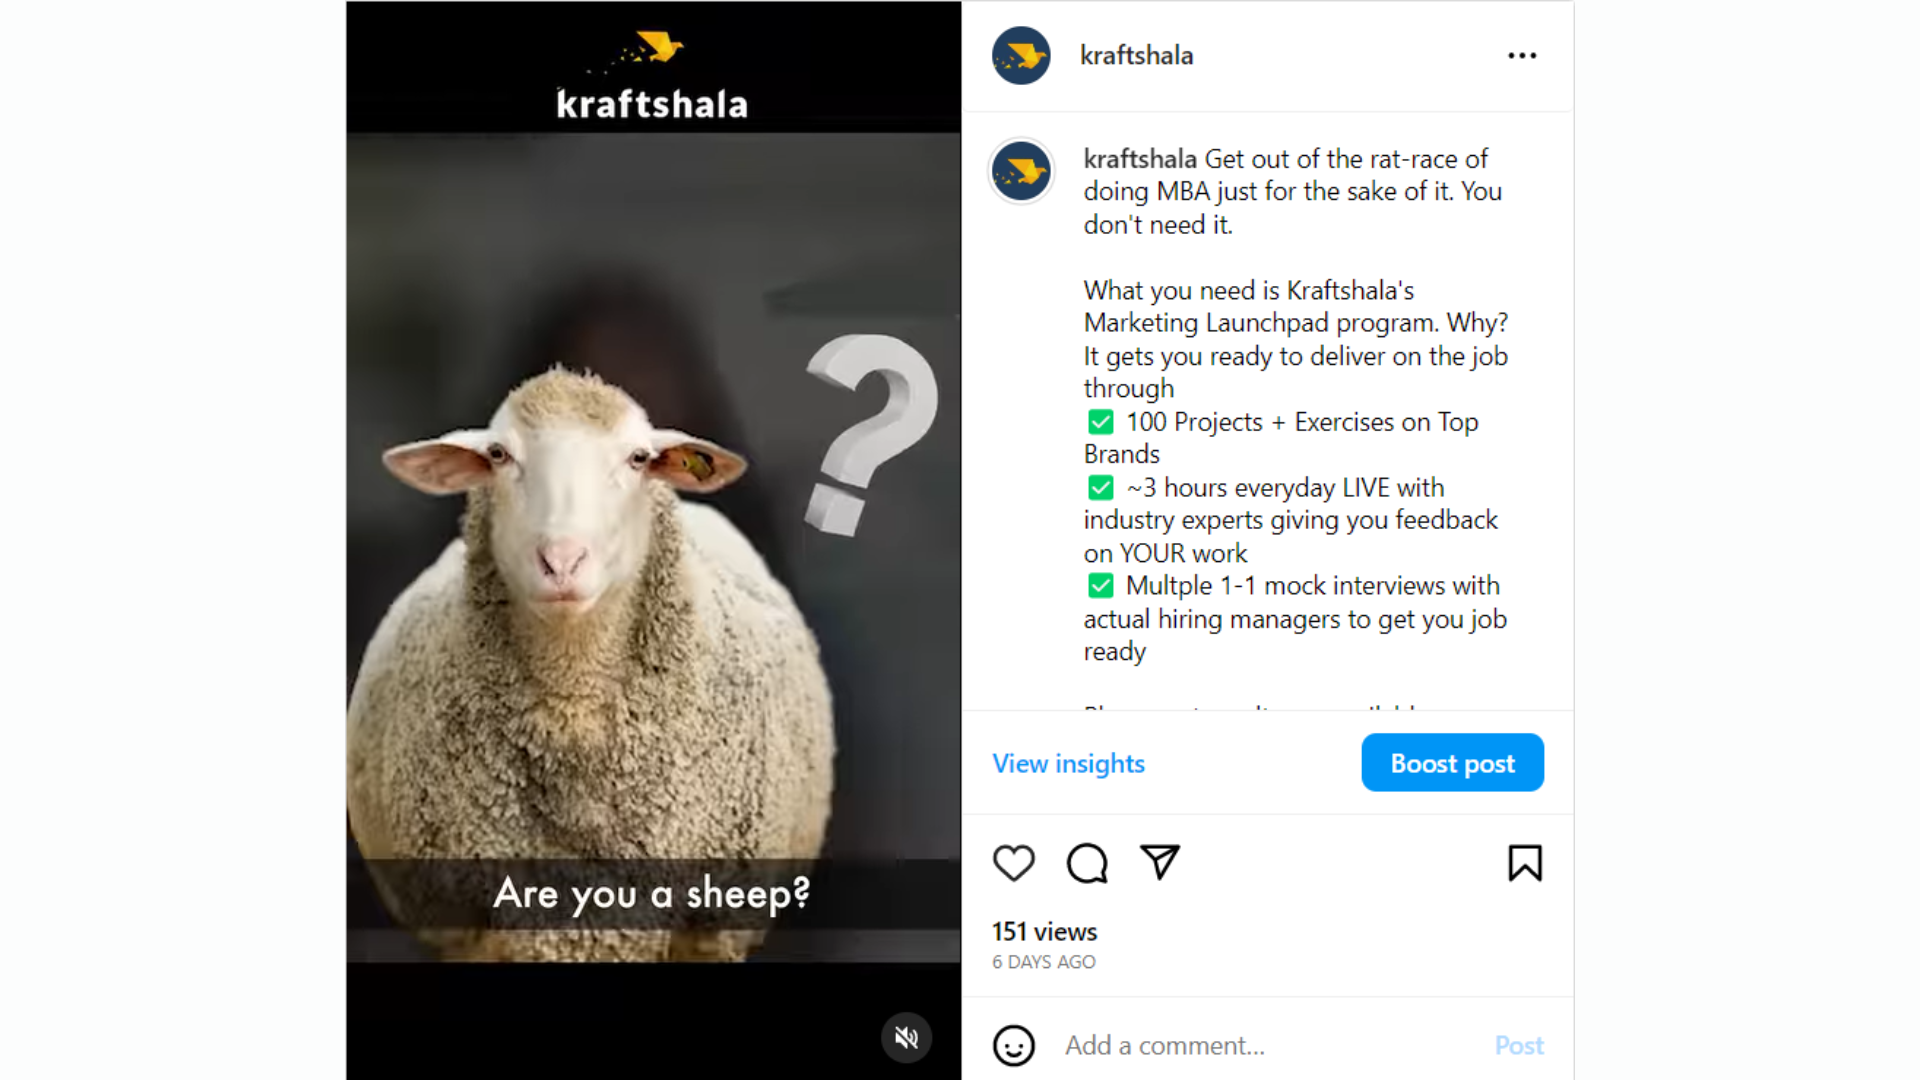 kraftshala
Are you a sheep?
kraftshala
kraftshala Get out of the rat-race of
doing MBA just for the sake of it. You
don't need it.
What you need is Kraftshala's
Marketing Launchpad program. Why?
It gets you ready to deliver on the job
through
✅ 100 Projects + Exercises on Top
Brands
✅ ~3 hours everyday LIVE with
industry experts giving you feedback
on YOUR work
✅ Multple 1-1 mock interviews with
actual hiring managers to get you job
ready
View insights
Boost post
151 views
6 DAYS AGO
Add a comment...
Post